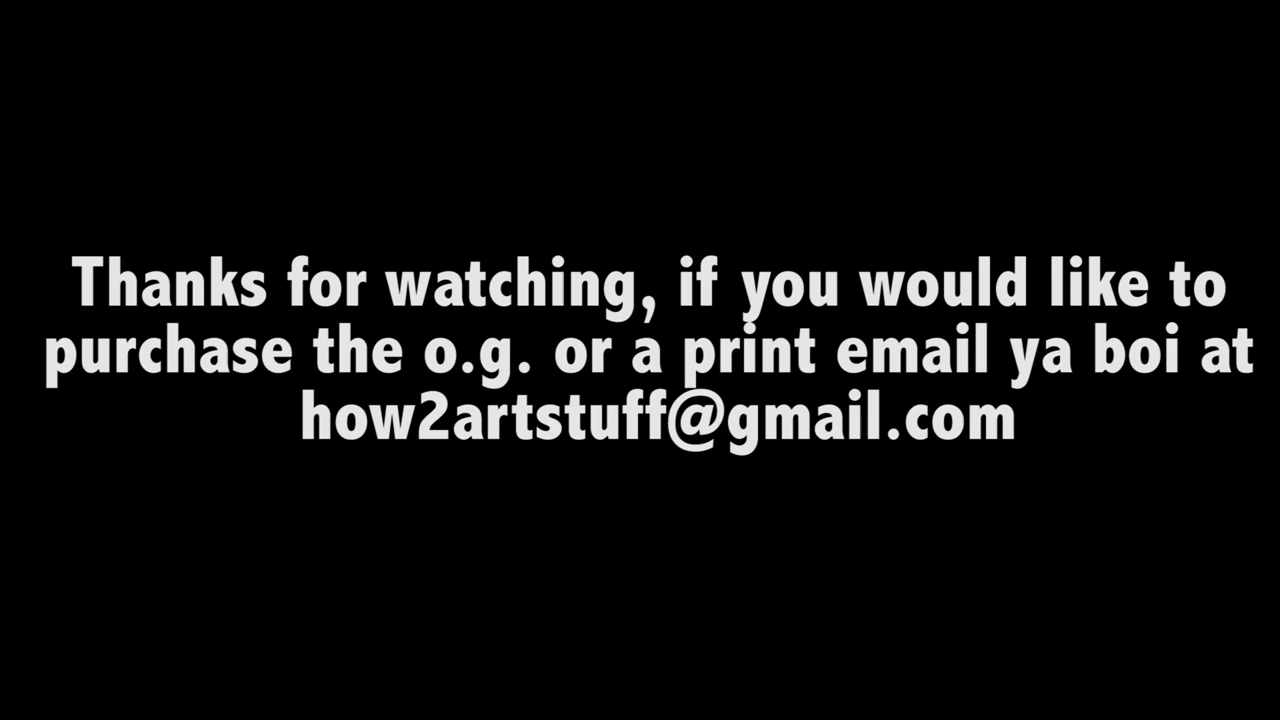 Thanks for watching, if you would like to
purchase the o.g. or a print email ya boi at
how2artstuff@gmail.com